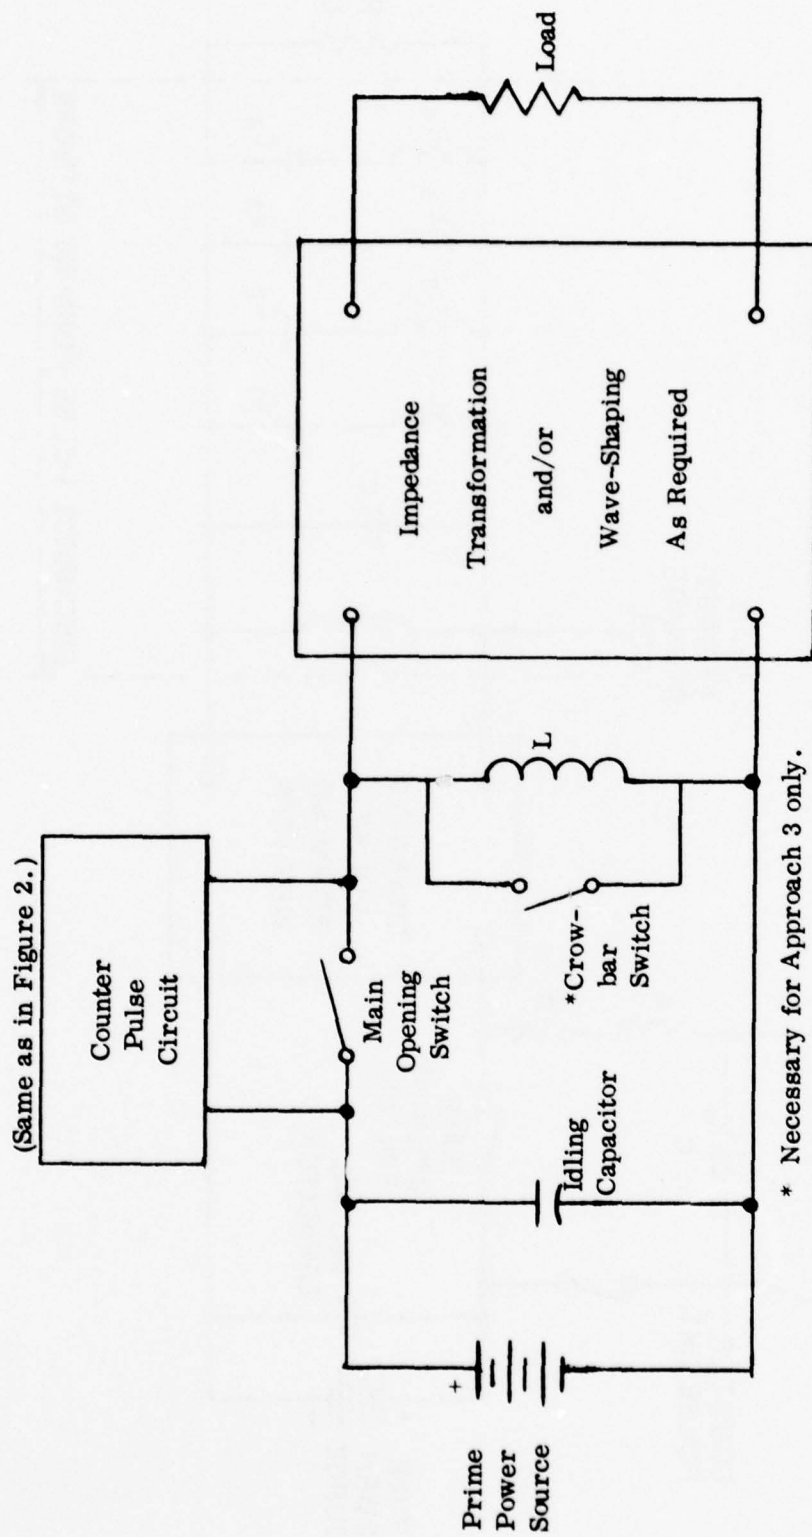 (Same as in Figure 2.)
Counter
Pulse
Circuit
Main
Opening
Switch
Prime
Power
Source
+
Idling
Capacitor
*Crow-
bar
Switch
L
Impedance
Transformation
and/or
Wave-Shaping
As Required
Load
* Necessary for Approach 3 only.